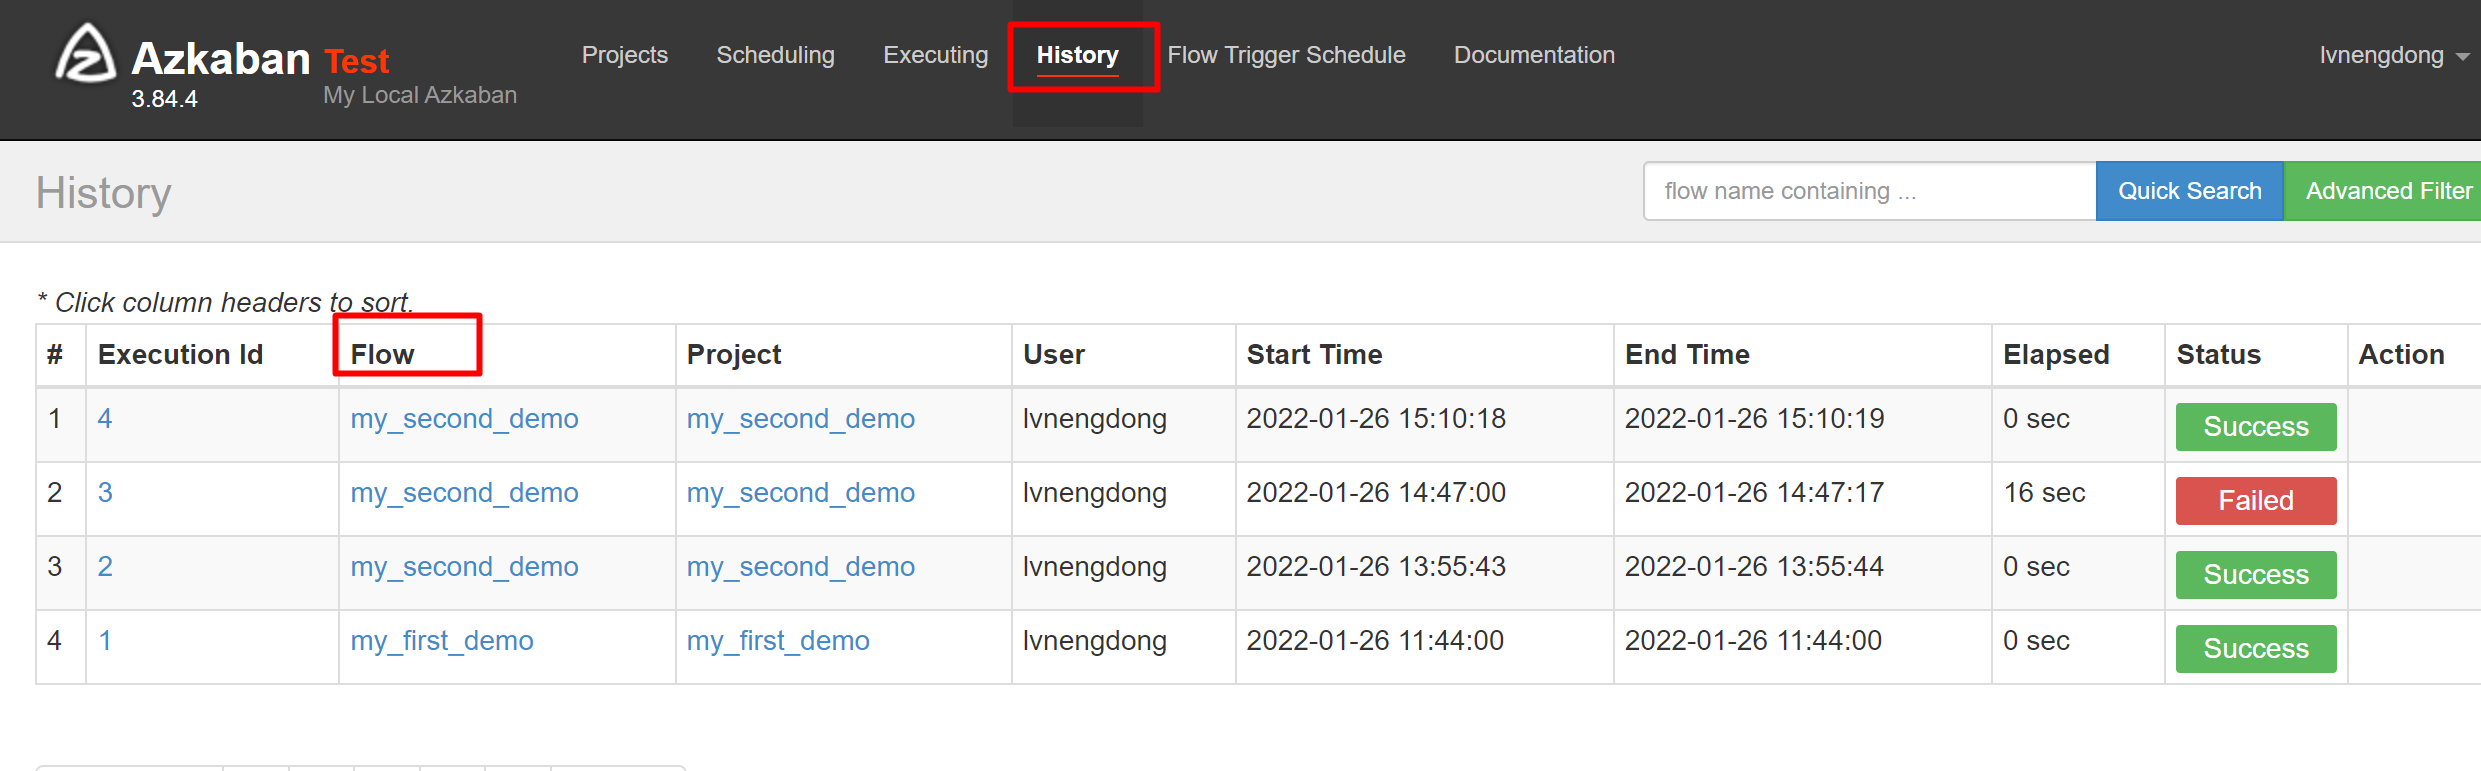 Azkaban Test Projects Scheduling Executing History Flow Trigger Schedule Documentation lvnengdong
3.84.4 My Local Azkaban
History flow name containing ... Quick Search Advanced Filter
* Click column headers to sort.
# Execution Id Flow Project User Start Time End Time Elapsed Status Action
1 4 my_second_demo my_second_demo lvnengdong 2022-01-26 15:10:18 2022-01-26 15:10:19 0 sec Success
2 3 my_second_demo my_second_demo lvnengdong 2022-01-26 14:47:00 2022-01-26 14:47:17 16 sec Failed
3 2 my_second_demo my_second_demo lvnengdong 2022-01-26 13:55:43 2022-01-26 13:55:44 0 sec Success
4 1 my_first_demo my_first_demo lvnengdong 2022-01-26 11:44:00 2022-01-26 11:44:00 0 sec Success